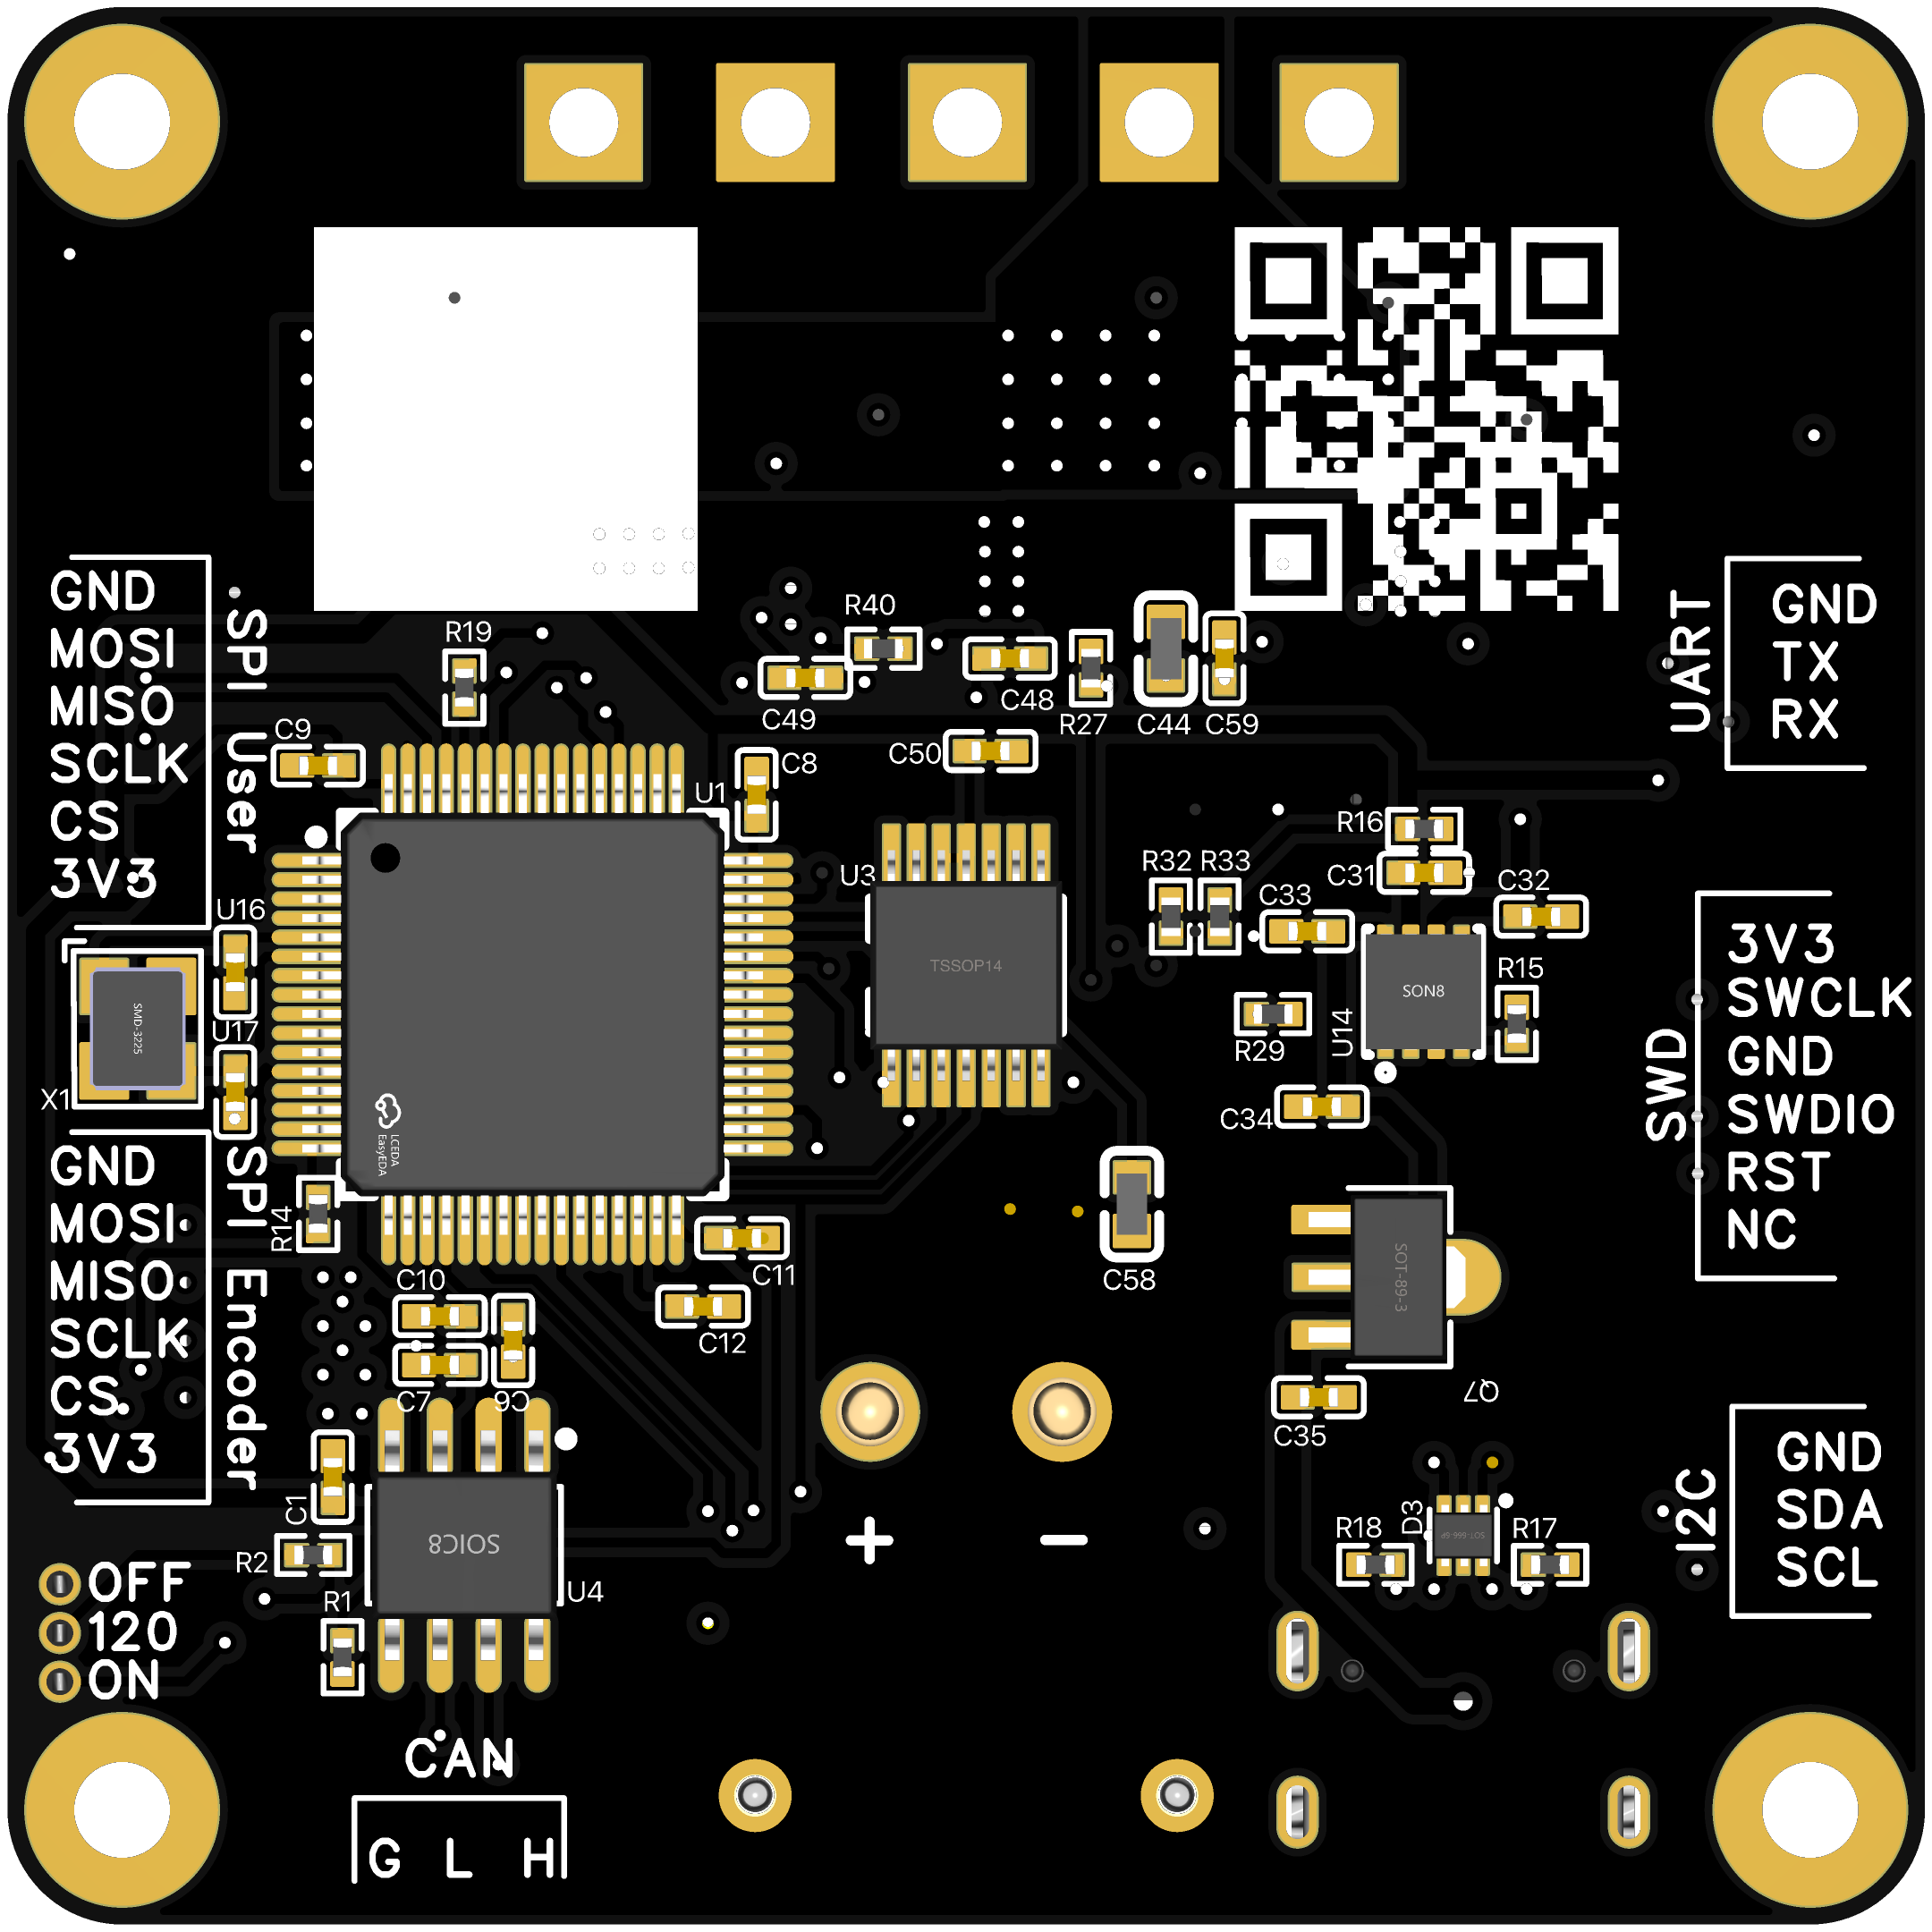 GND
MOSI
MISO
SCLK
CS
3V3
SPI User
R19
C9
R40
C49
C48
R27
C44
C59
C50
C8
U1
UART
GND
TX
RX
U3
TSSOP14
R32
R33
R16
C31
C33
C32
SON8
R15
U14
R29
C34
3V3
SWCLK
GND
SWDIO
RST
NC
SWD
U16
U17
SMD-3225
X1
LCEDA
EasyEDA
GND
MOSI
MISO
SCLK
CS
3V3
SPI Encoder
R14
C10
C7
C6
C11
C12
C58
SOT-89-3
Q7
C35
C1
R2
R1
SOIC8
U4
+
−
D3
R18
R17
I2C
GND
SDA
SCL
OFF
120
ON
CAN
G L H